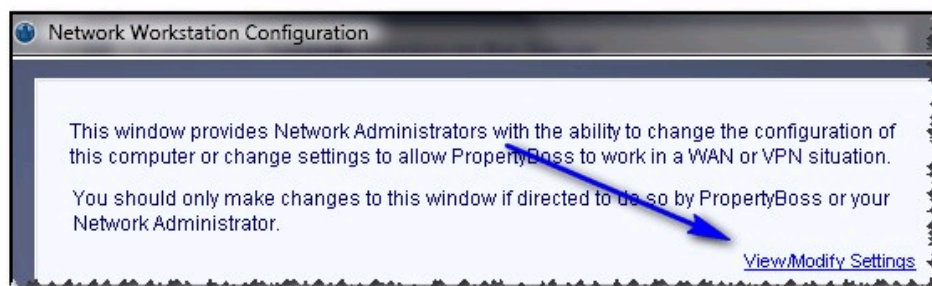 Network Workstation Configuration
This window provides Network Administrators with the ability to change the configuration of
this computer or change settings to allow PropertyBoss to work in a WAN or VPN situation.
You should only make changes to this window if directed to do so by PropertyBoss or your
Network Administrator.
View/Modify Settings